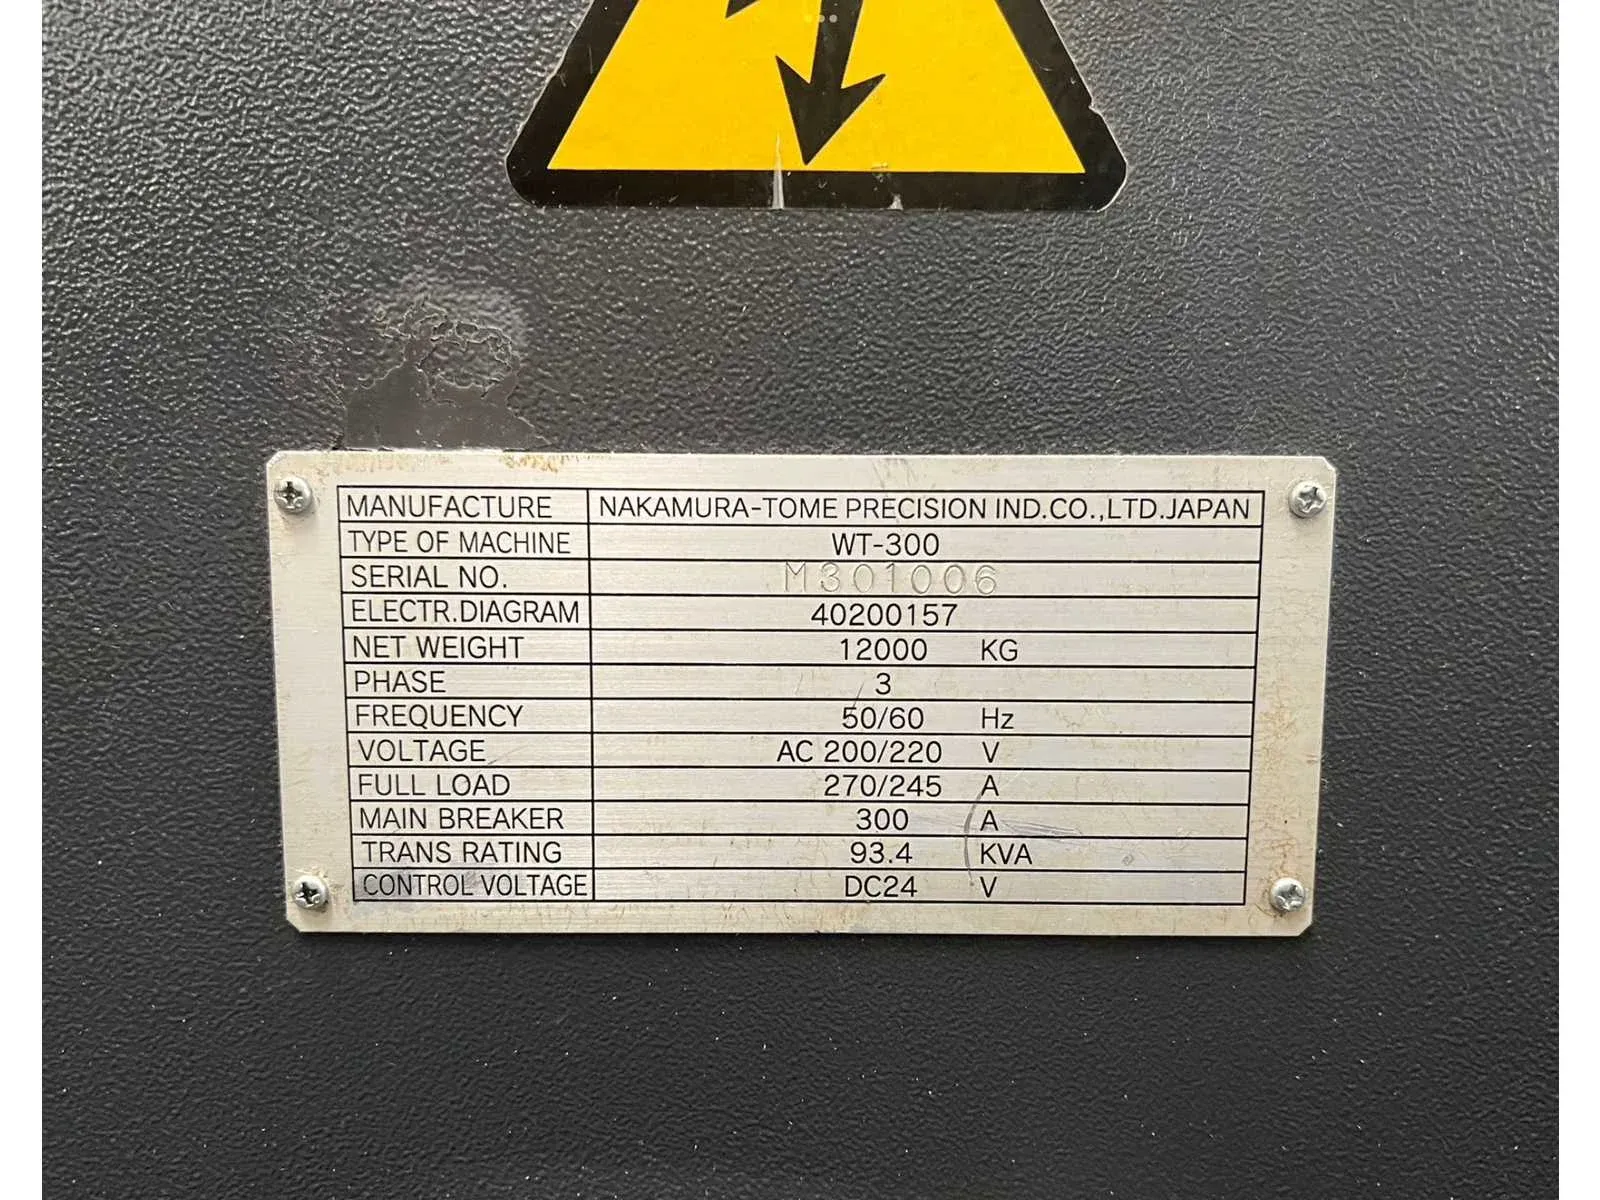 MANUFACTURE NAKAMURA-TOME PRECISION IND.CO.,LTD.JAPAN
TYPE OF MACHINE WT-300
SERIAL NO. M301006
ELECTR.DIAGRAM 40200157
NET WEIGHT 12000 KG
PHASE 3
FREQUENCY 50/60 Hz
VOLTAGE AC 200/220 V
FULL LOAD 270/245 A
MAIN BREAKER 300 A
TRANS RATING 93.4 KVA
CONTROL VOLTAGE DC24 V